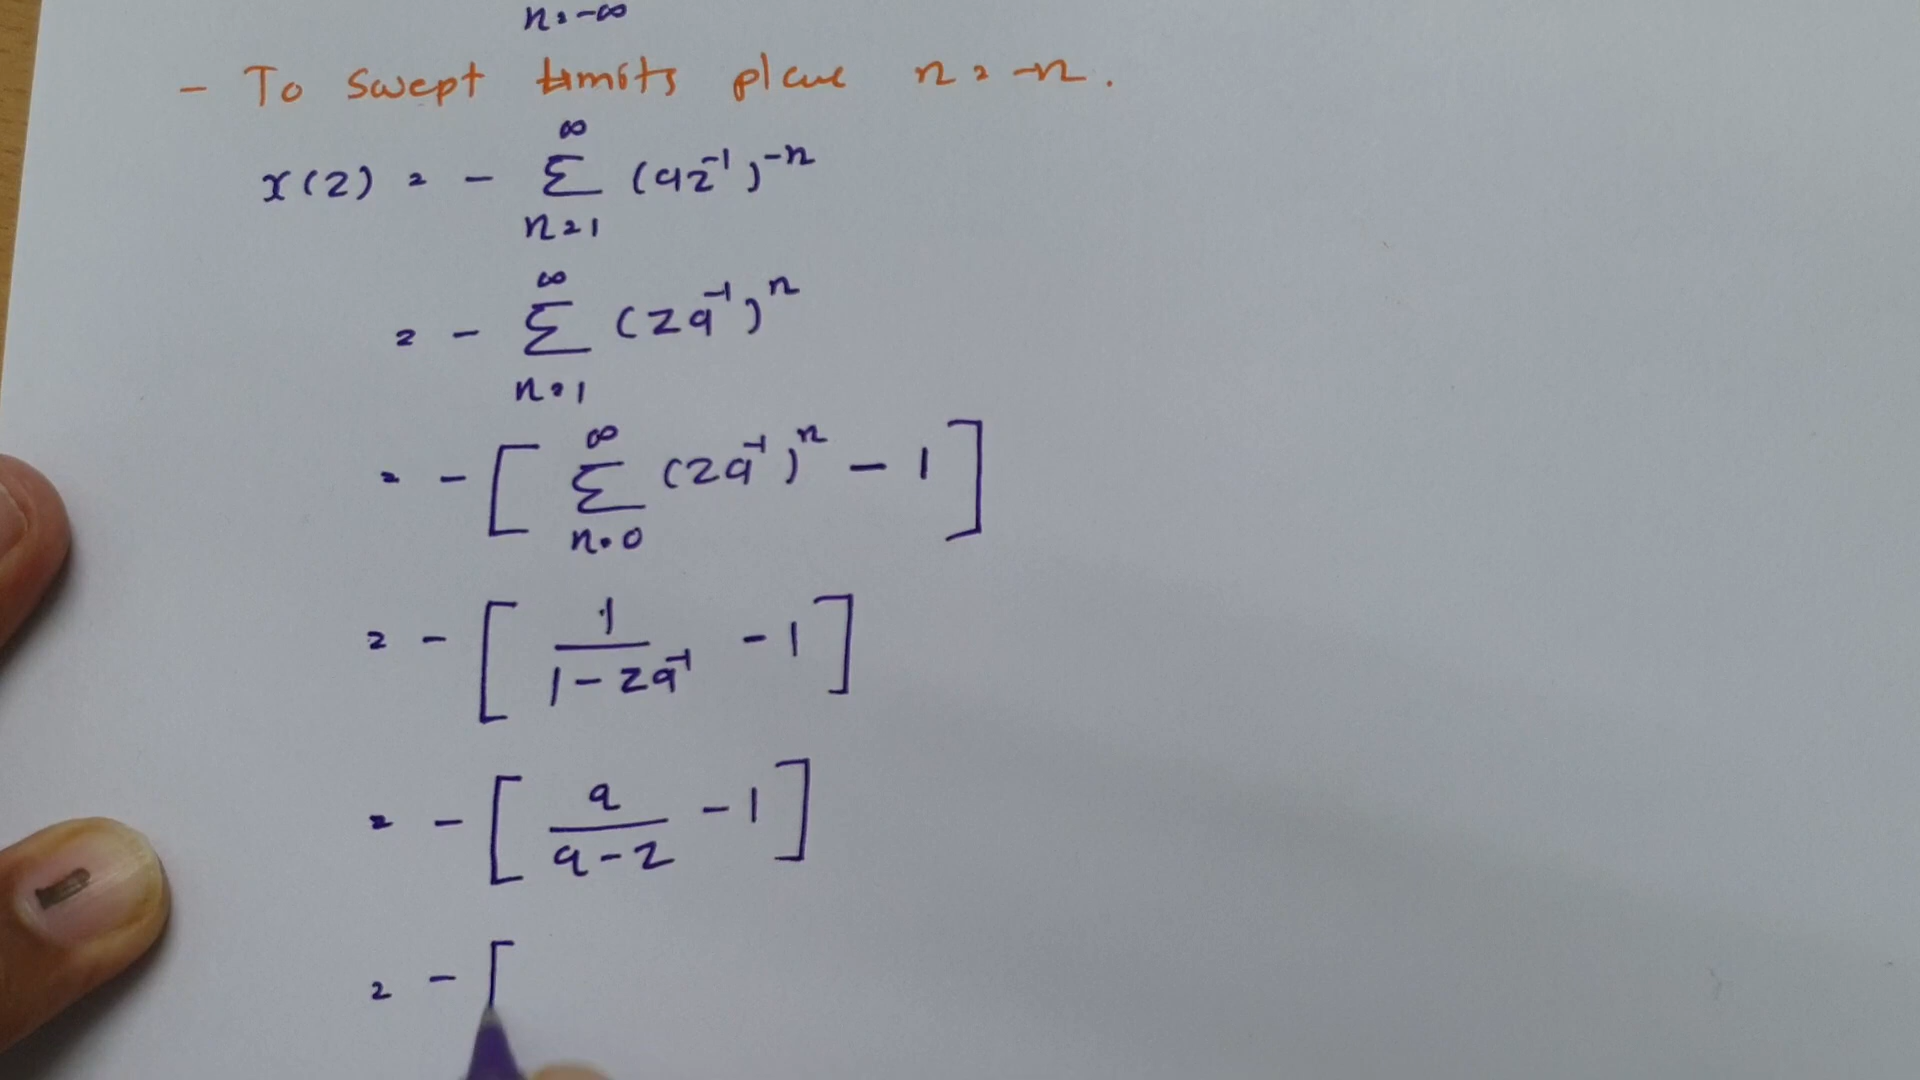 n=-∞
- To swept limits place n = -n.
∞
x(z) = - Σ (az⁻¹)⁻ⁿ
n=1
∞
= - Σ (za⁻¹)ⁿ
n=1
∞
= - [ Σ (za⁻¹)ⁿ - 1 ]
n=0
1
= - [ ——— - 1 ]
1 - za⁻¹
a
= - [ ——— - 1 ]
a - z
= - [